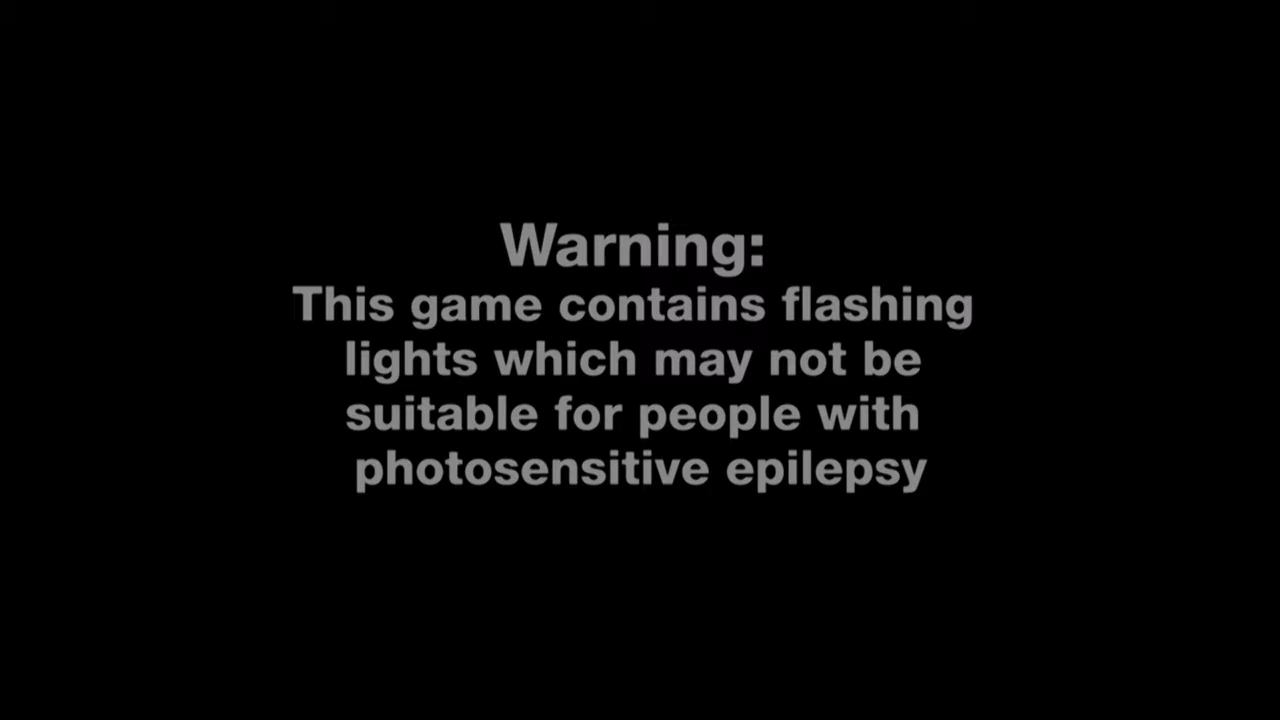 Warning:
This game contains flashing
lights which may not be
suitable for people with
photosensitive epilepsy